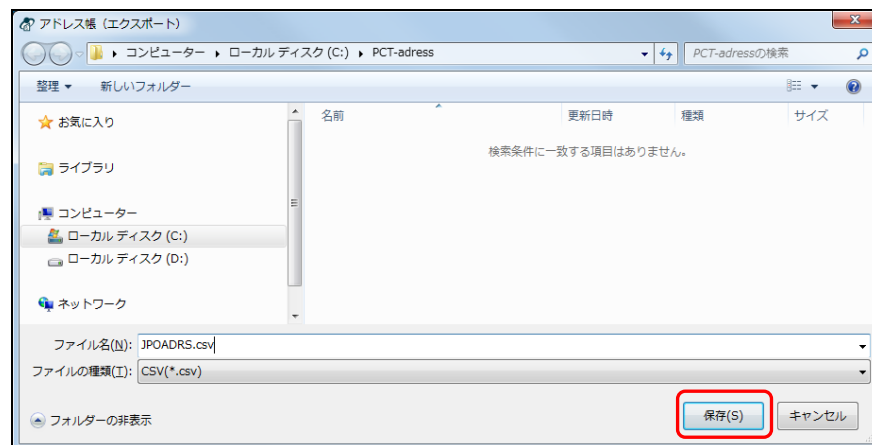 アドレス帳（エクスポート）
コンピューター ローカル ディスク (C:) PCT-adress PCT-adressの検索
整理 新しいフォルダー
名前 更新日時 種類 サイズ
お気に入り
検索条件に一致する項目はありません。
ライブラリ
コンピューター
ローカル ディスク (C:)
ローカル ディスク (D:)
ネットワーク
ファイル名(N): JPOADRS.csv
ファイルの種類(T): CSV(*.csv)
フォルダーの非表示 保存(S) キャンセル